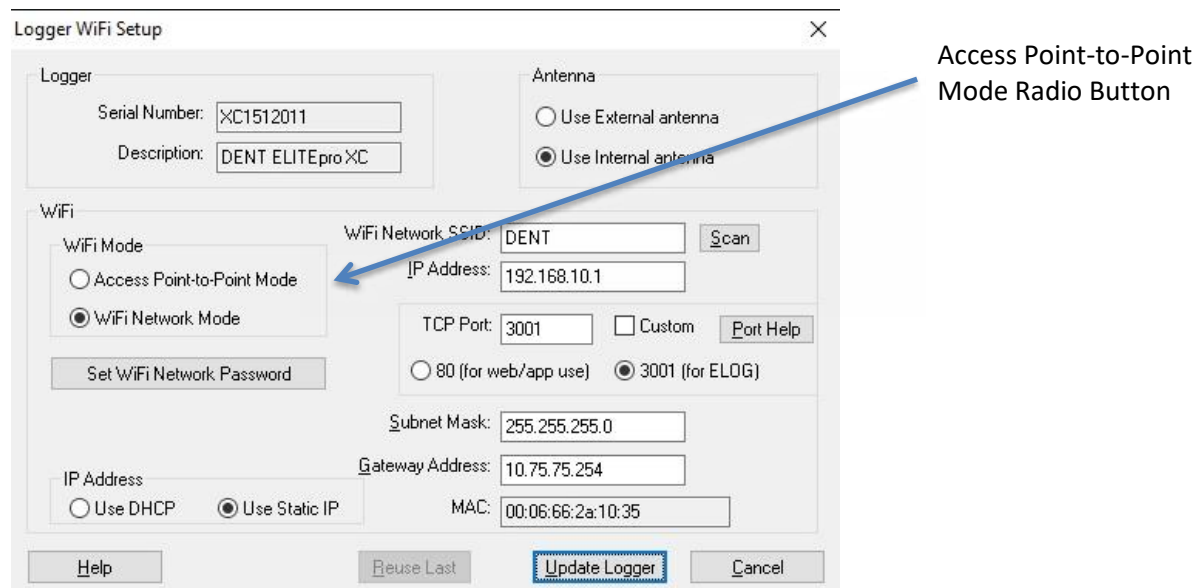 Logger WiFi Setup
Access Point-to-Point
Mode Radio Button
Logger
Serial Number: XC1512011
Description: DENT ELITEpro XC
Antenna
Use External antenna
Use Internal antenna
WiFi
WiFi Mode
Access Point-to-Point Mode
WiFi Network Mode
Set WiFi Network Password
WiFi Network SSID: DENT Scan
IP Address: 192.168.10.1
TCP Port: 3001 Custom Port Help
80 (for web/app use) 3001 (for ELOG)
Subnet Mask: 255.255.255.0
Gateway Address: 10.75.75.254
MAC: 00:06:66:2a:10:35
IP Address
Use DHCP Use Static IP
Help Reuse Last Update Logger Cancel